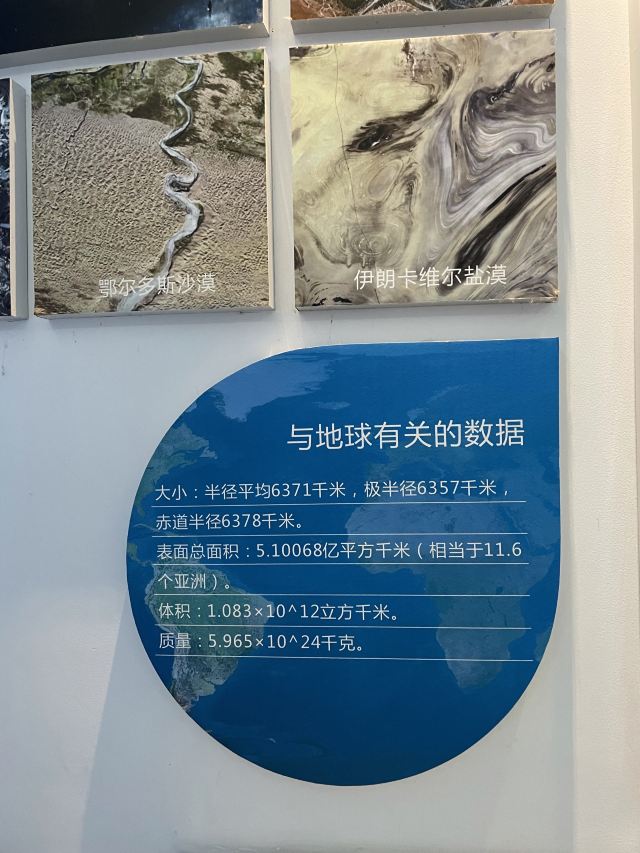 鄂尔多斯沙漠
伊朗卡维尔盐漠
与地球有关的数据
大小：半径平均6371千米，极半径6357千米，
赤道半径6378千米。
表面总面积：5.10068亿平方千米（相当于11.6
个亚洲）。
体积：1.083×10^12立方千米。
质量：5.965×10^24千克。